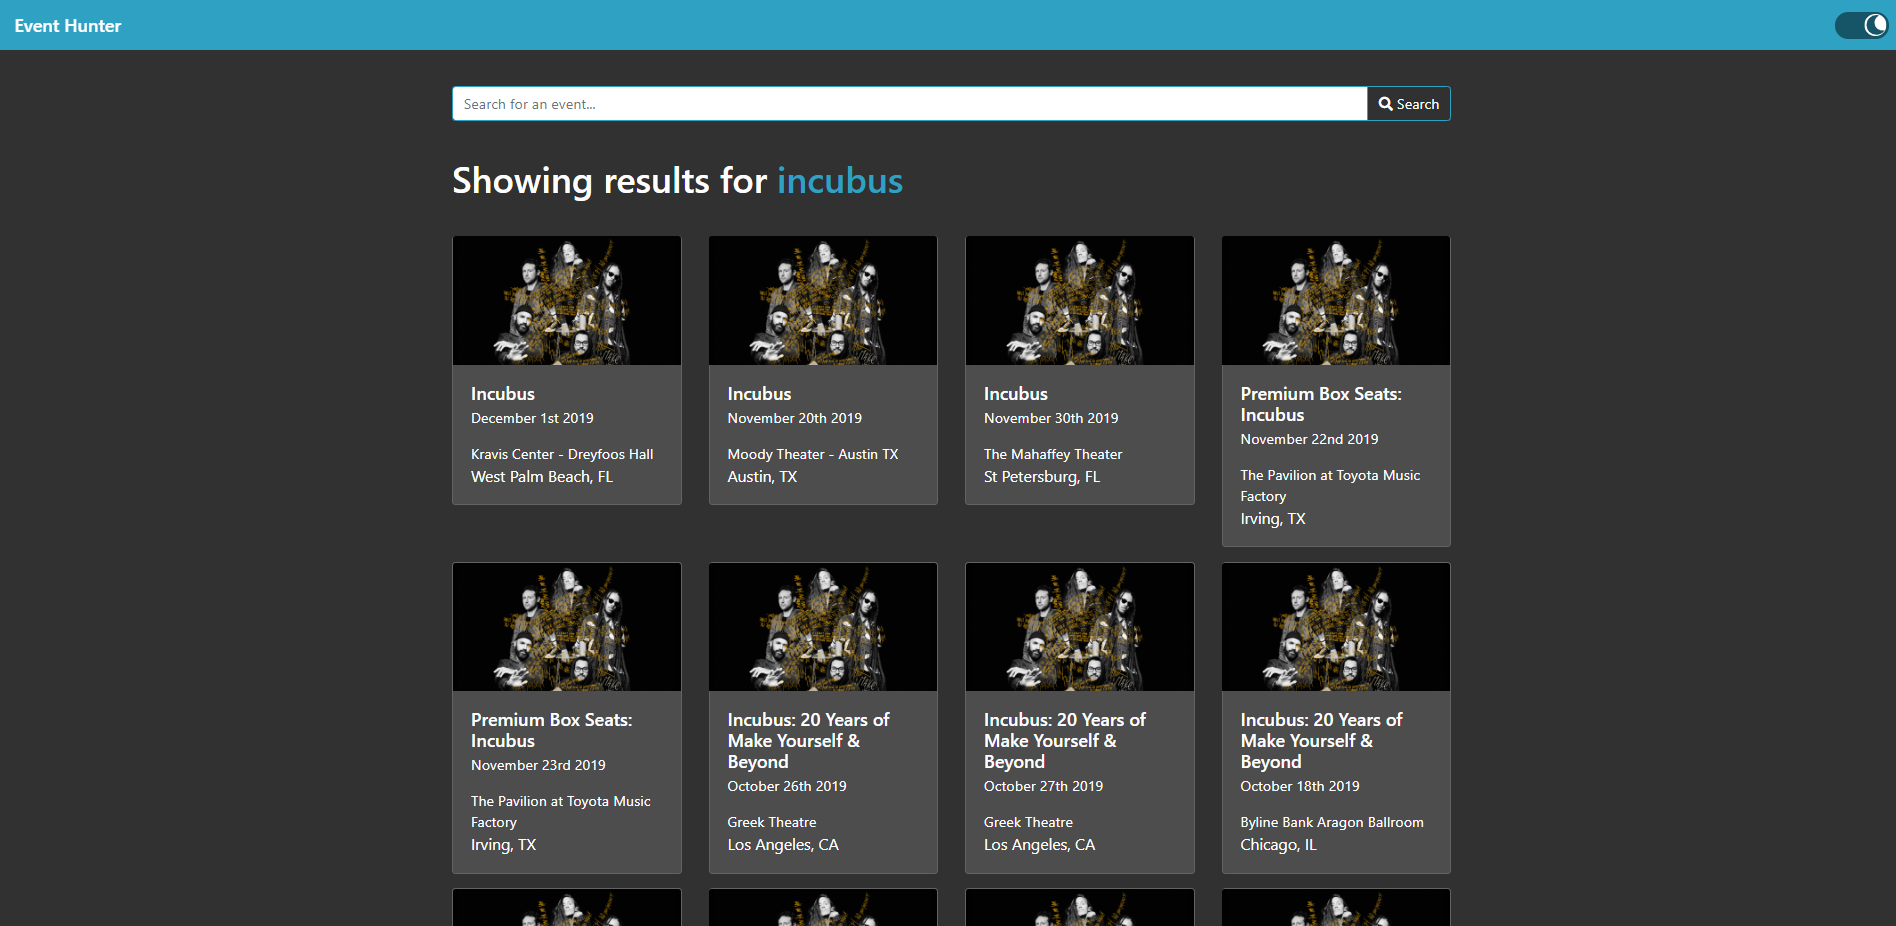 Event Hunter
Search for an event...
Search
Showing results for incubus
Incubus
December 1st 2019
Kravis Center - Dreyfoos Hall
West Palm Beach, FL
Incubus
November 20th 2019
Moody Theater - Austin TX
Austin, TX
Incubus
November 30th 2019
The Mahaffey Theater
St Petersburg, FL
Premium Box Seats:
Incubus
November 22nd 2019
The Pavilion at Toyota Music
Factory
Irving, TX
Premium Box Seats:
Incubus
November 23rd 2019
The Pavilion at Toyota Music
Factory
Irving, TX
Incubus: 20 Years of
Make Yourself &
Beyond
October 26th 2019
Greek Theatre
Los Angeles, CA
Incubus: 20 Years of
Make Yourself &
Beyond
October 27th 2019
Greek Theatre
Los Angeles, CA
Incubus: 20 Years of
Make Yourself &
Beyond
October 18th 2019
Byline Bank Aragon Ballroom
Chicago, IL